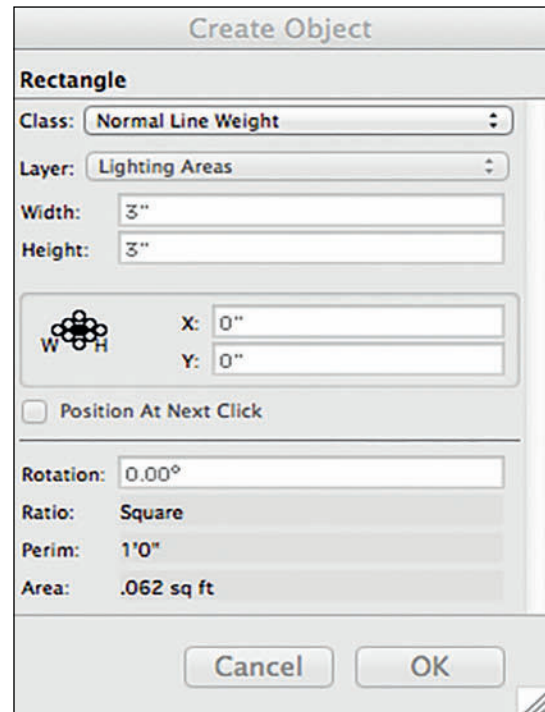 Create Object
Rectangle
Class: Normal Line Weight
Layer: Lighting Areas
Width: 3"
Height: 3"
W H
X: 0"
Y: 0"
Position At Next Click
Rotation: 0.00°
Ratio: Square
Perim: 1'0"
Area: .062 sq ft
Cancel OK